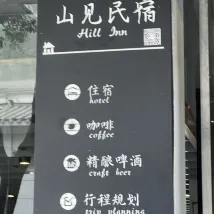 山见民宿
Hill Inn
住宿
hotel
咖啡
coffee
精酿啤酒
craft beer
行程规划
trip planning